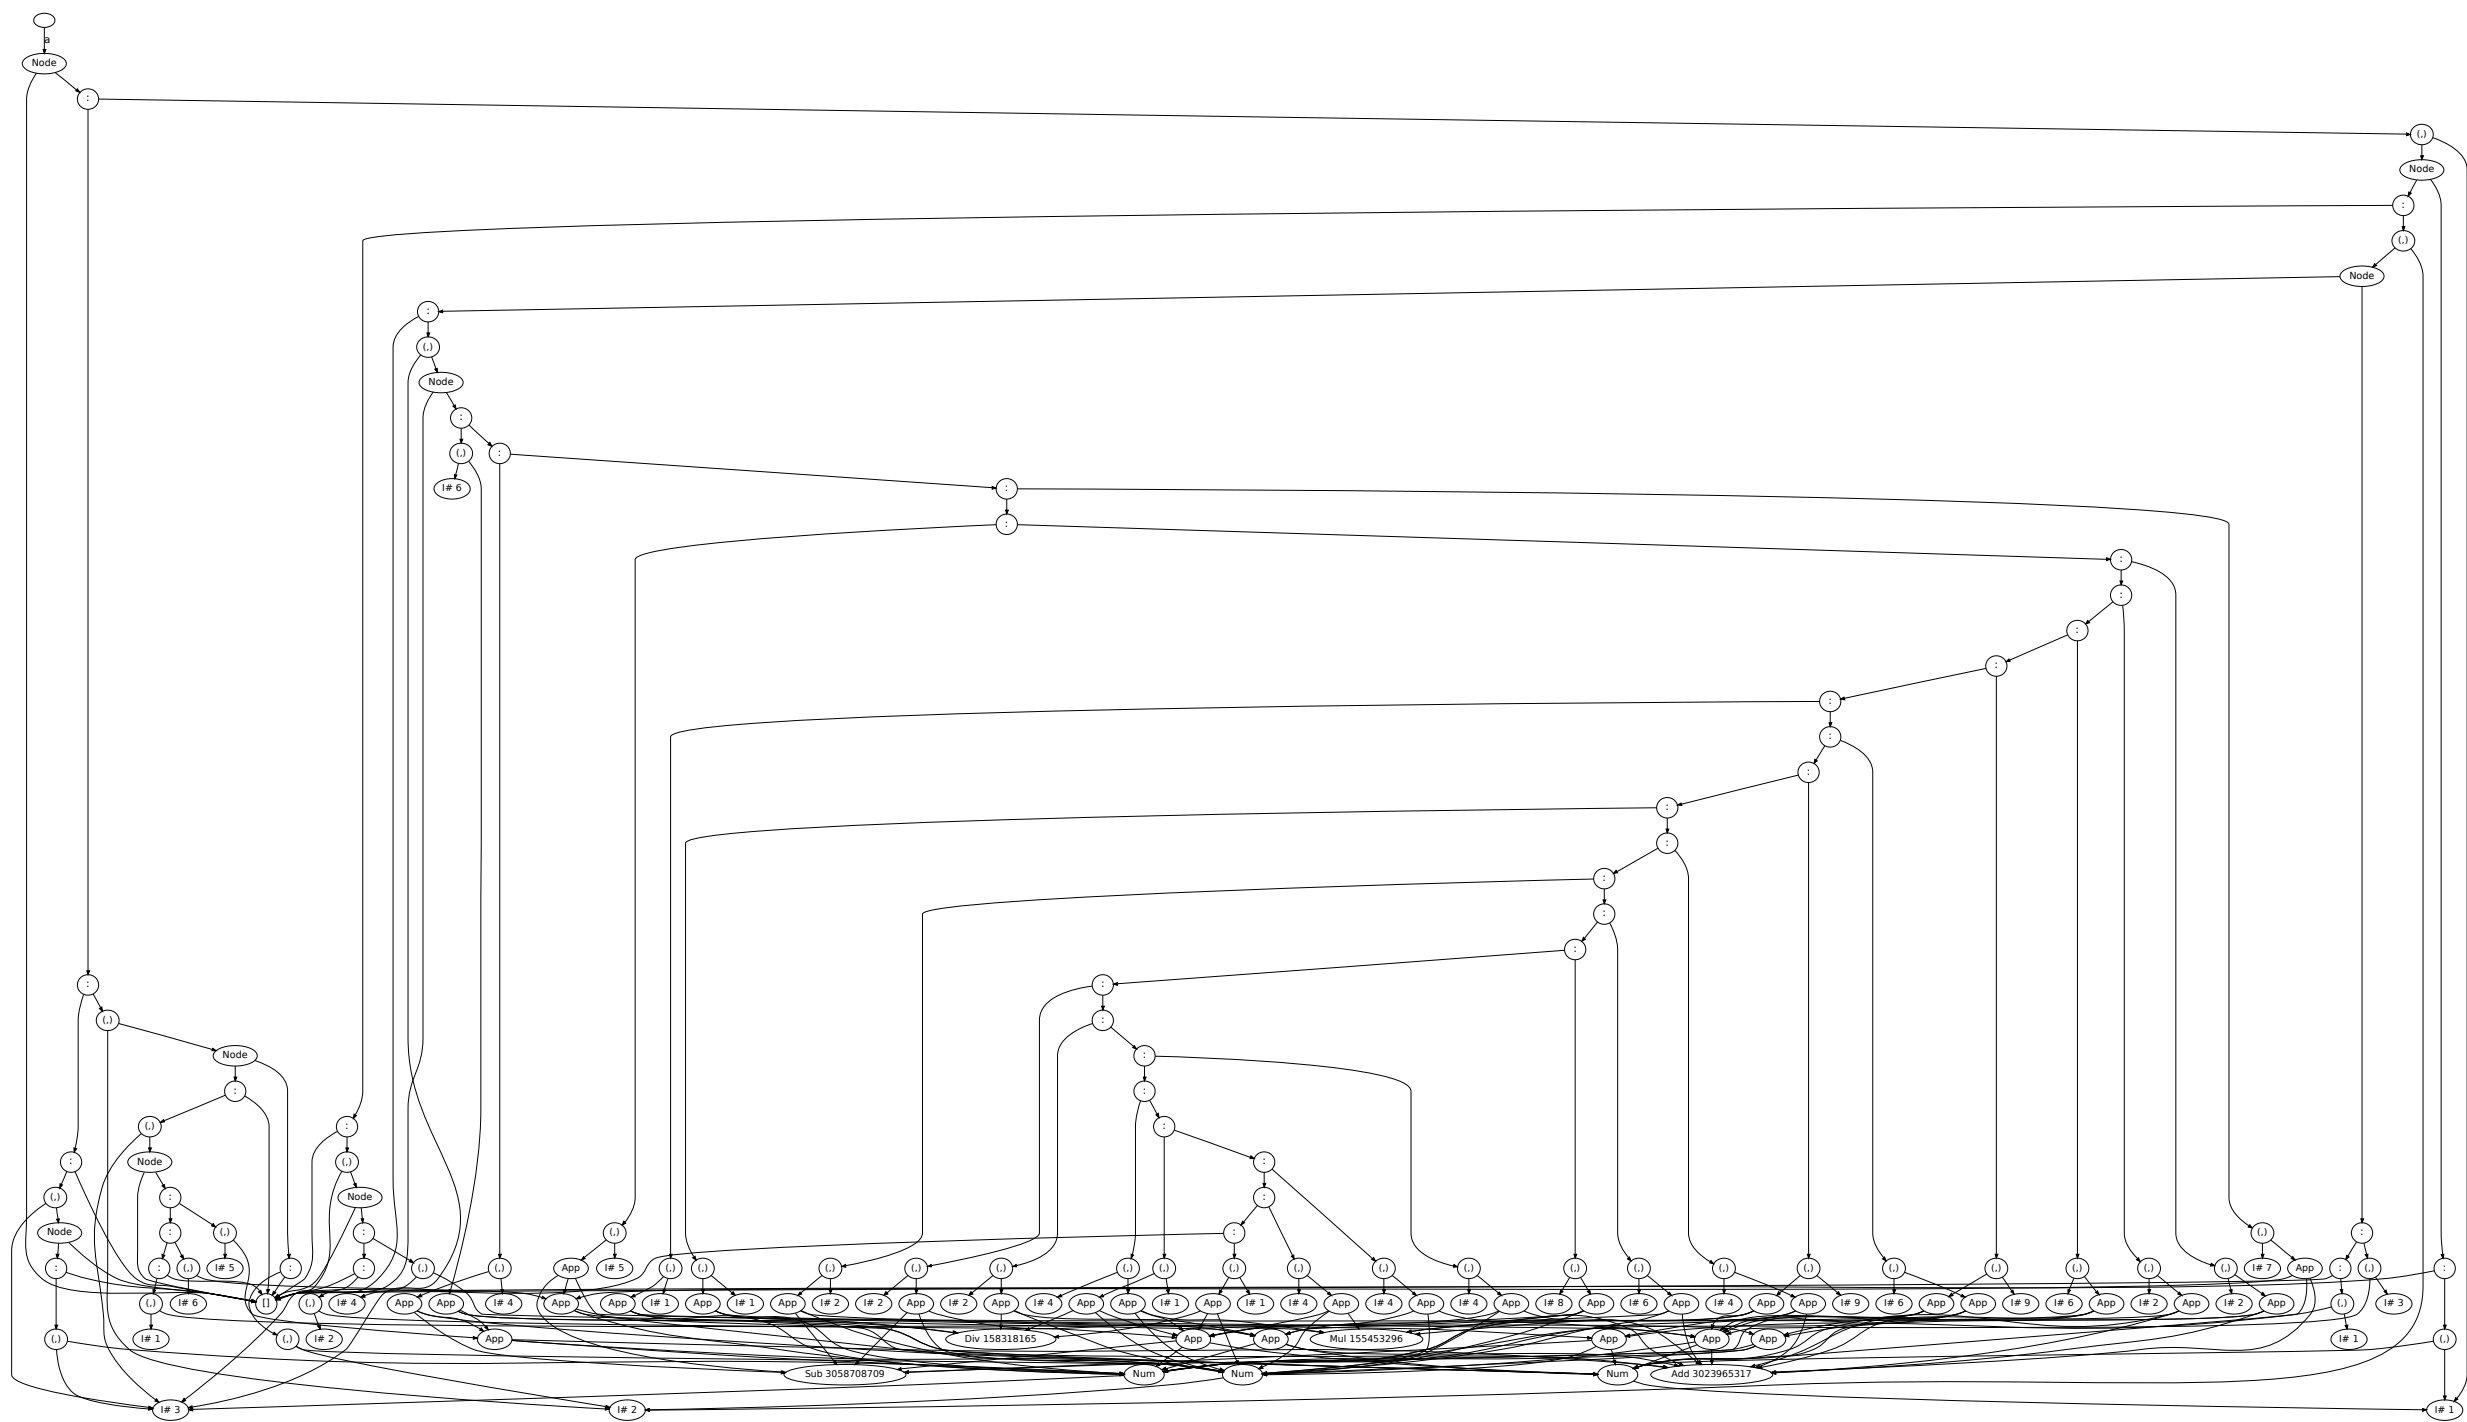 a
Node
:
(,)
Node
:
(,)
Node
:
(,)
Node
:
(,) :
I# 6 :
:
:
:
:
:
:
:
:
:
:
:
:
:
: :
(,) :
Node :
: :
(,) : (,) :
: Node (,) Node :
(,) : : :
Node : (,) : (,) : (,) :
: : (,) I# 5 : : (,) (,) App I# 5 (,) (,) (,) (,) (,) (,) (,) (,) (,) (,) (,) (,) (,) (,) (,) (,) (,) (,) (,) (,) I# 7 App : (,) :
(,) I# 6 [] (,) I# 4 App App I# 4 App App I# 1 App I# 1 App I# 2 I# 2 App I# 2 App I# 4 App App I# 1 App I# 1 I# 4 App I# 4 App I# 4 App I# 8 App I# 6 App I# 4 App App I# 9 I# 6 App App I# 9 I# 6 App I# 2 App I# 2 App (,) I# 3
(,) I# 1 (,) I# 2 App Div 158318165 App App Mul 155453296 App App App I# 1 (,)
Sub 3058708709 Num Num Num Add 3023965317
I# 3 I# 2 I# 1